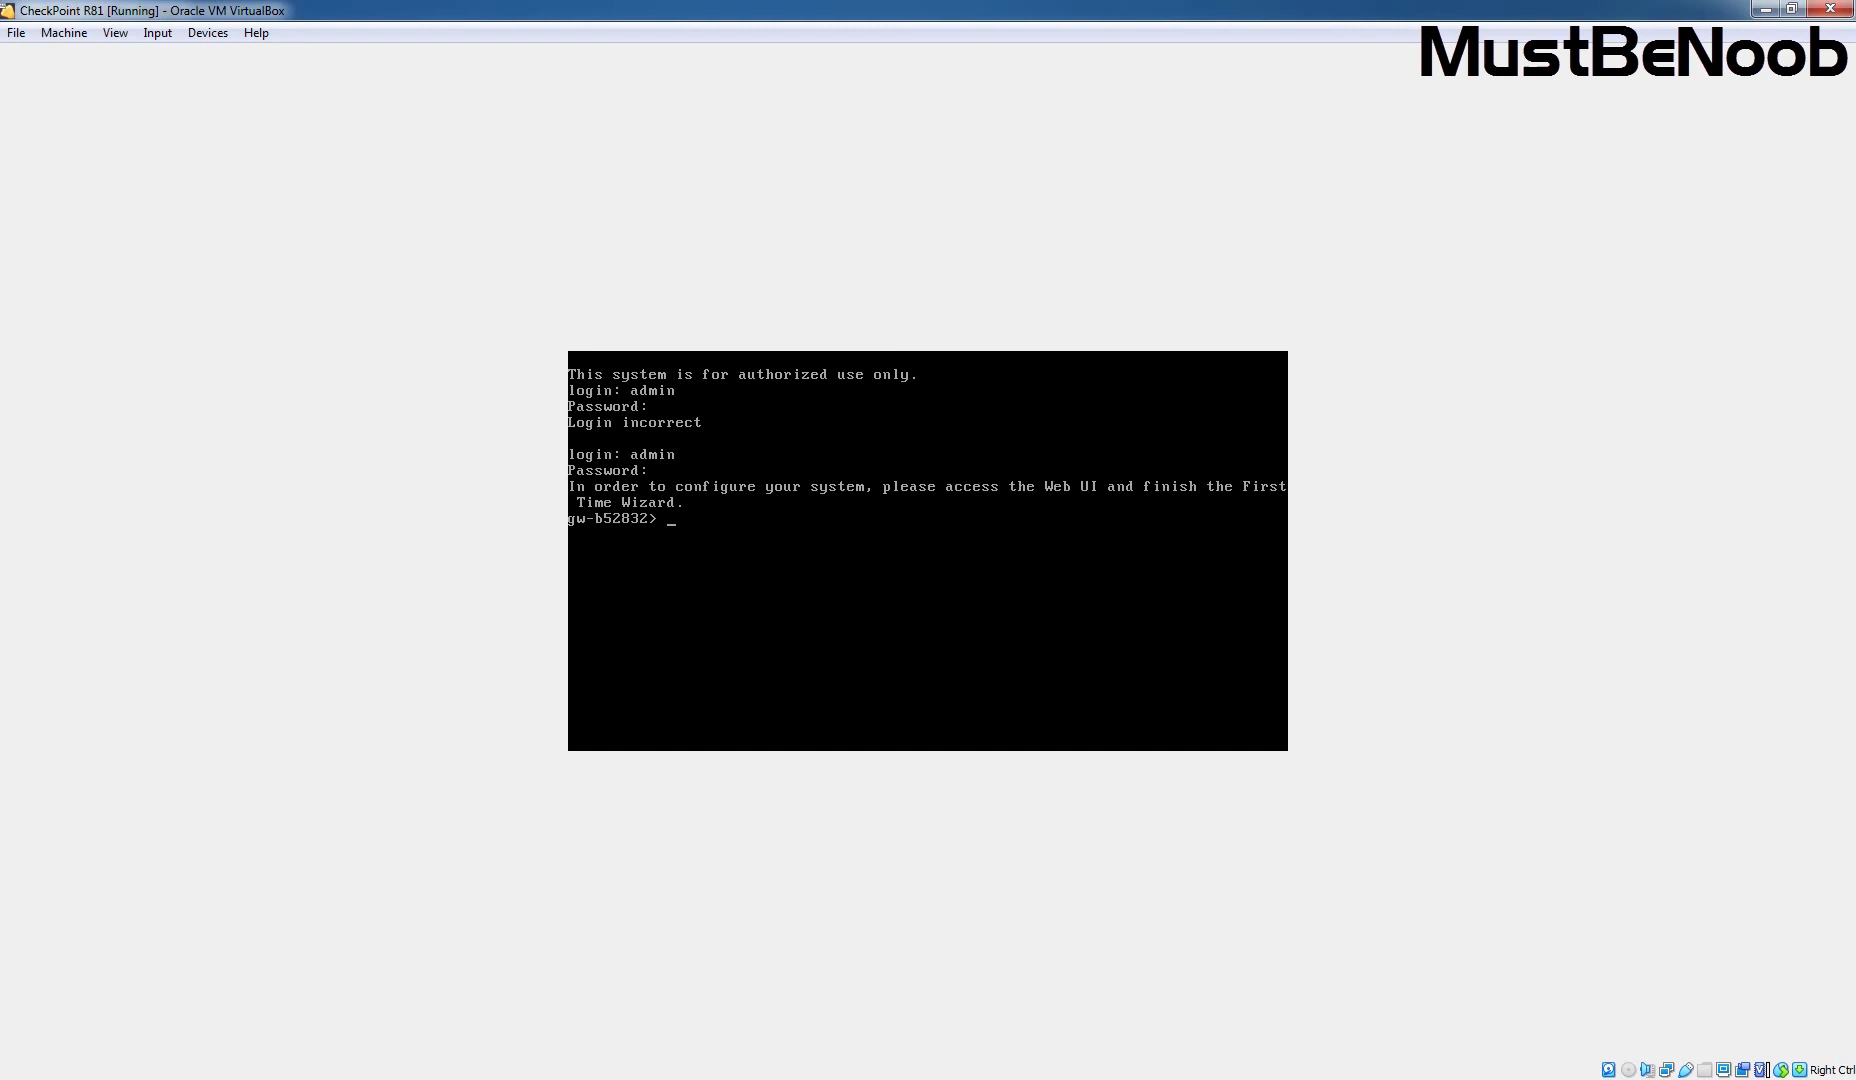 CheckPoint R81 [Running] - Oracle VM VirtualBox
File Machine View Input Devices Help
MustBeNoob
This system is for authorized use only.
login: admin
Password:
Login incorrect
login: admin
Password:
In order to configure your system, please access the Web UI and finish the First
Time Wizard.
gw-b52832> _
Right Ctrl